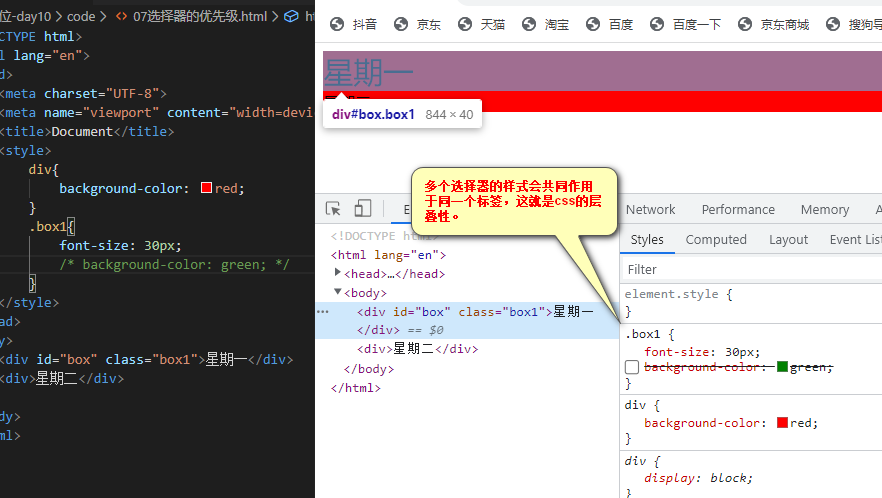 位-day10 > code > <> 07选择器的优先级.html >
CTYPE html>
l lang="en">
d>
<meta charset="UTF-8">
<meta name="viewport" content="width=devi
<title>Document</title>
<style>
div{
background-color: red;
}
.box1{
font-size: 30px;
/* background-color: green; */
}
</style>
ad>
y>
<div id="box" class="box1">星期一</div>
<div>星期二</div>
dy>
ml>
抖音 京东 天猫 淘宝 百度 百度一下 京东商城 搜狗导
星期一
div#box.box1 844 × 40
多个选择器的样式会共同作用
于同一个标签，这就是css的层
叠性。
E
Network Performance Memory
<!DOCTYPE html>
<html lang="en">
<head>…</head>
<body>
<div id="box" class="box1">星期一
</div> == $0
<div>星期二</div>
</body>
</html>
Styles Computed Layout Event List
Filter
element.style {
}
.box1 {
font-size: 30px;
background-color: green;
}
div {
background-color: red;
}
div {
display: block;
}